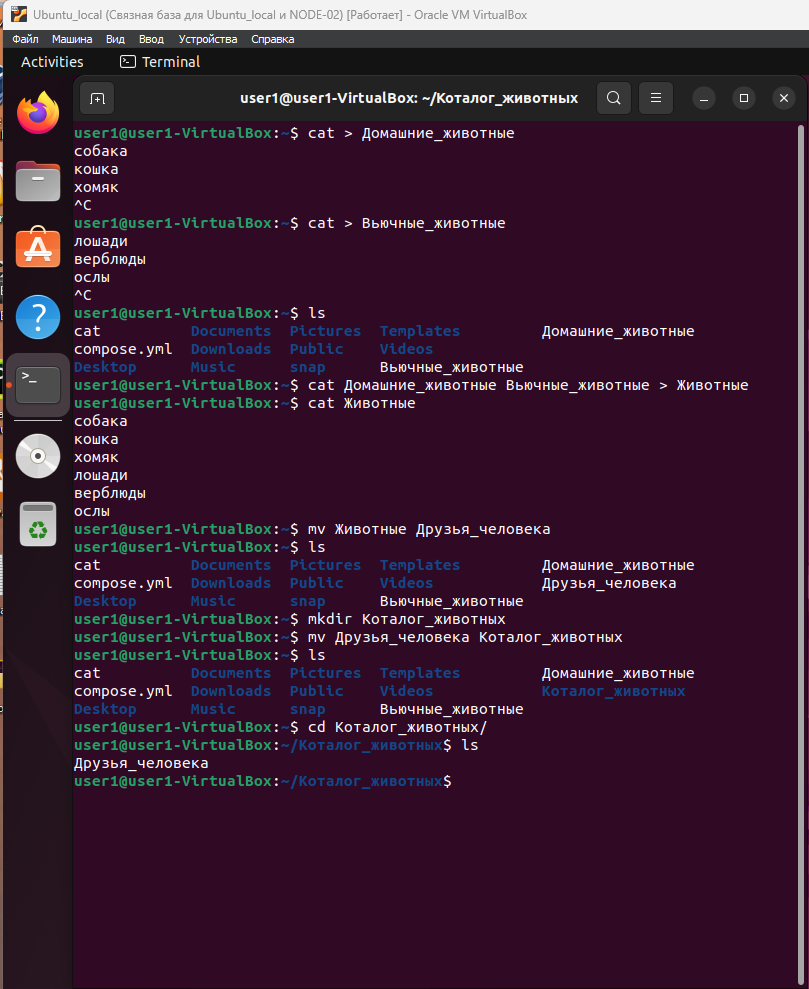 Ubuntu_local (Связная база для Ubuntu_local и NODE-02) [Работает] - Oracle VM VirtualBox
Файл Машина Вид Ввод Устройства Справка
Activities Terminal
user1@user1-VirtualBox: ~/Коталог_животных
user1@user1-VirtualBox:~$ cat > Домашние_животные
собака
кошка
хомяк
^C
user1@user1-VirtualBox:~$ cat > Вьючные_животные
лошади
верблюды
ослы
^C
user1@user1-VirtualBox:~$ ls
cat Documents Pictures Templates Домашние_животные
compose.yml Downloads Public Videos
Desktop Music snap Вьючные_животные
user1@user1-VirtualBox:~$ cat Домашние_животные Вьючные_животные > Животные
user1@user1-VirtualBox:~$ cat Животные
собака
кошка
хомяк
лошади
верблюды
ослы
user1@user1-VirtualBox:~$ mv Животные Друзья_человека
user1@user1-VirtualBox:~$ ls
cat Documents Pictures Templates Домашние_животные
compose.yml Downloads Public Videos Друзья_человека
Desktop Music snap Вьючные_животные
user1@user1-VirtualBox:~$ mkdir Коталог_животных
user1@user1-VirtualBox:~$ mv Друзья_человека Коталог_животных
user1@user1-VirtualBox:~$ ls
cat Documents Pictures Templates Домашние_животные
compose.yml Downloads Public Videos Коталог_животных
Desktop Music snap Вьючные_животные
user1@user1-VirtualBox:~$ cd Коталог_животных/
user1@user1-VirtualBox:~/Коталог_животных$ ls
Друзья_человека
user1@user1-VirtualBox:~/Коталог_животных$